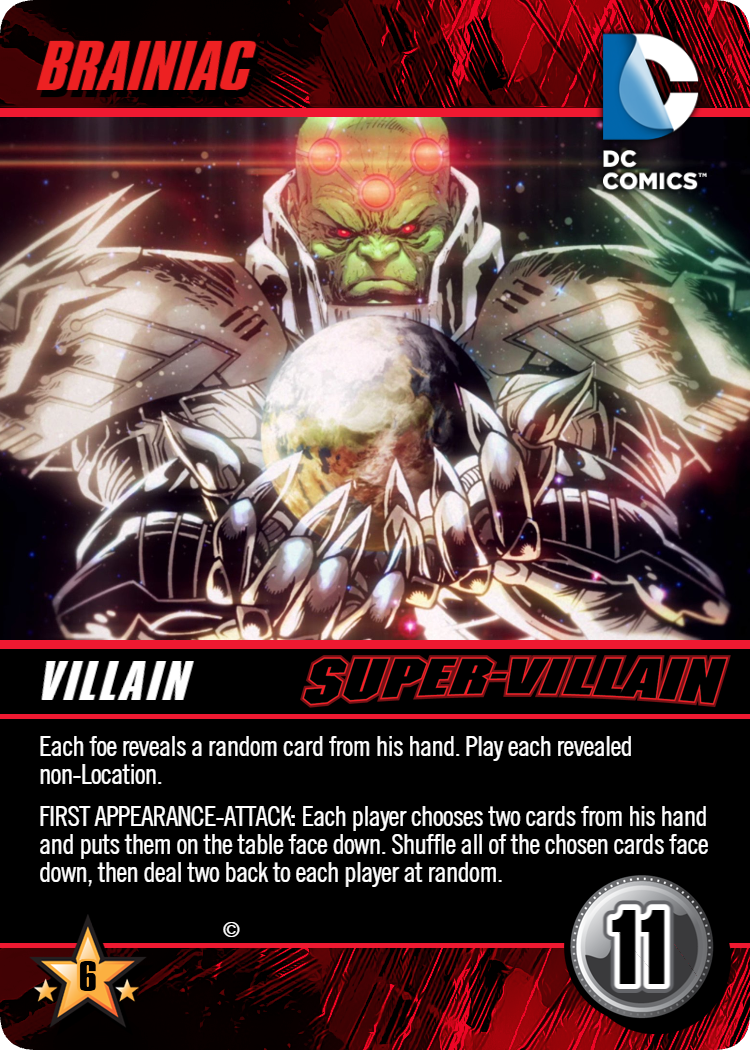 BRAINIAC
DC
COMICS™
VILLAIN
SUPER-VILLAIN
Each foe reveals a random card from his hand. Play each revealed
non-Location.
FIRST APPEARANCE-ATTACK: Each player chooses two cards from his hand
and puts them on the table face down. Shuffle all of the chosen cards face
down, then deal two back to each player at random.
©
6
11